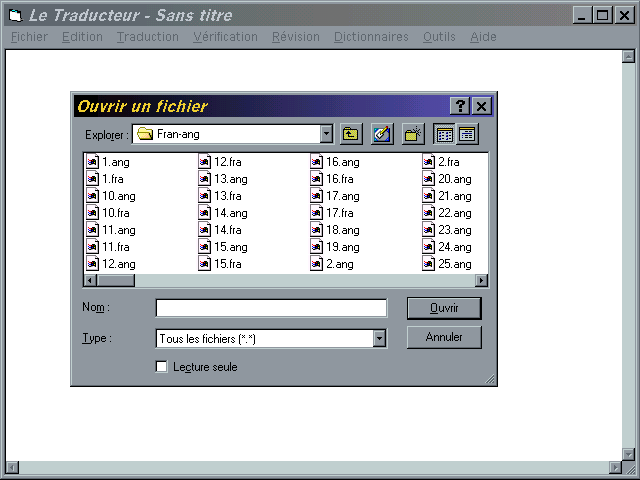 Le Traducteur - Sans titre
Fichier Edition Traduction Vérification Révision Dictionnaires Outils Aide
Ouvrir un fichier
Explorer : Fran-ang
1.ang 12.fra 16.ang 2.fra
1.fra 13.ang 16.fra 20.ang
10.ang 13.fra 17.ang 21.ang
10.fra 14.ang 17.fra 22.ang
11.ang 14.fra 18.ang 23.ang
11.fra 15.ang 19.ang 24.ang
12.ang 15.fra 2.ang 25.ang
Nom : Ouvrir
Type : Tous les fichiers (*.*) Annuler
Lecture seule